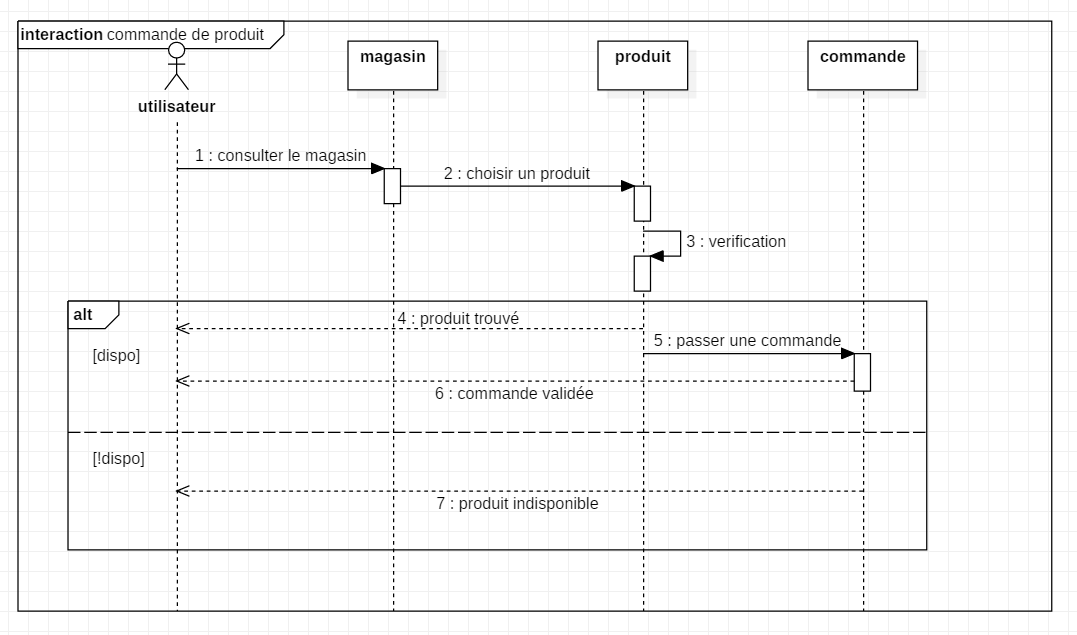 interaction commande de produit
magasin
produit
commande
utilisateur
1 : consulter le magasin
2 : choisir un produit
3 : verification
alt
4 : produit trouvé
5 : passer une commande
[dispo]
6 : commande validée
[!dispo]
7 : produit indisponible